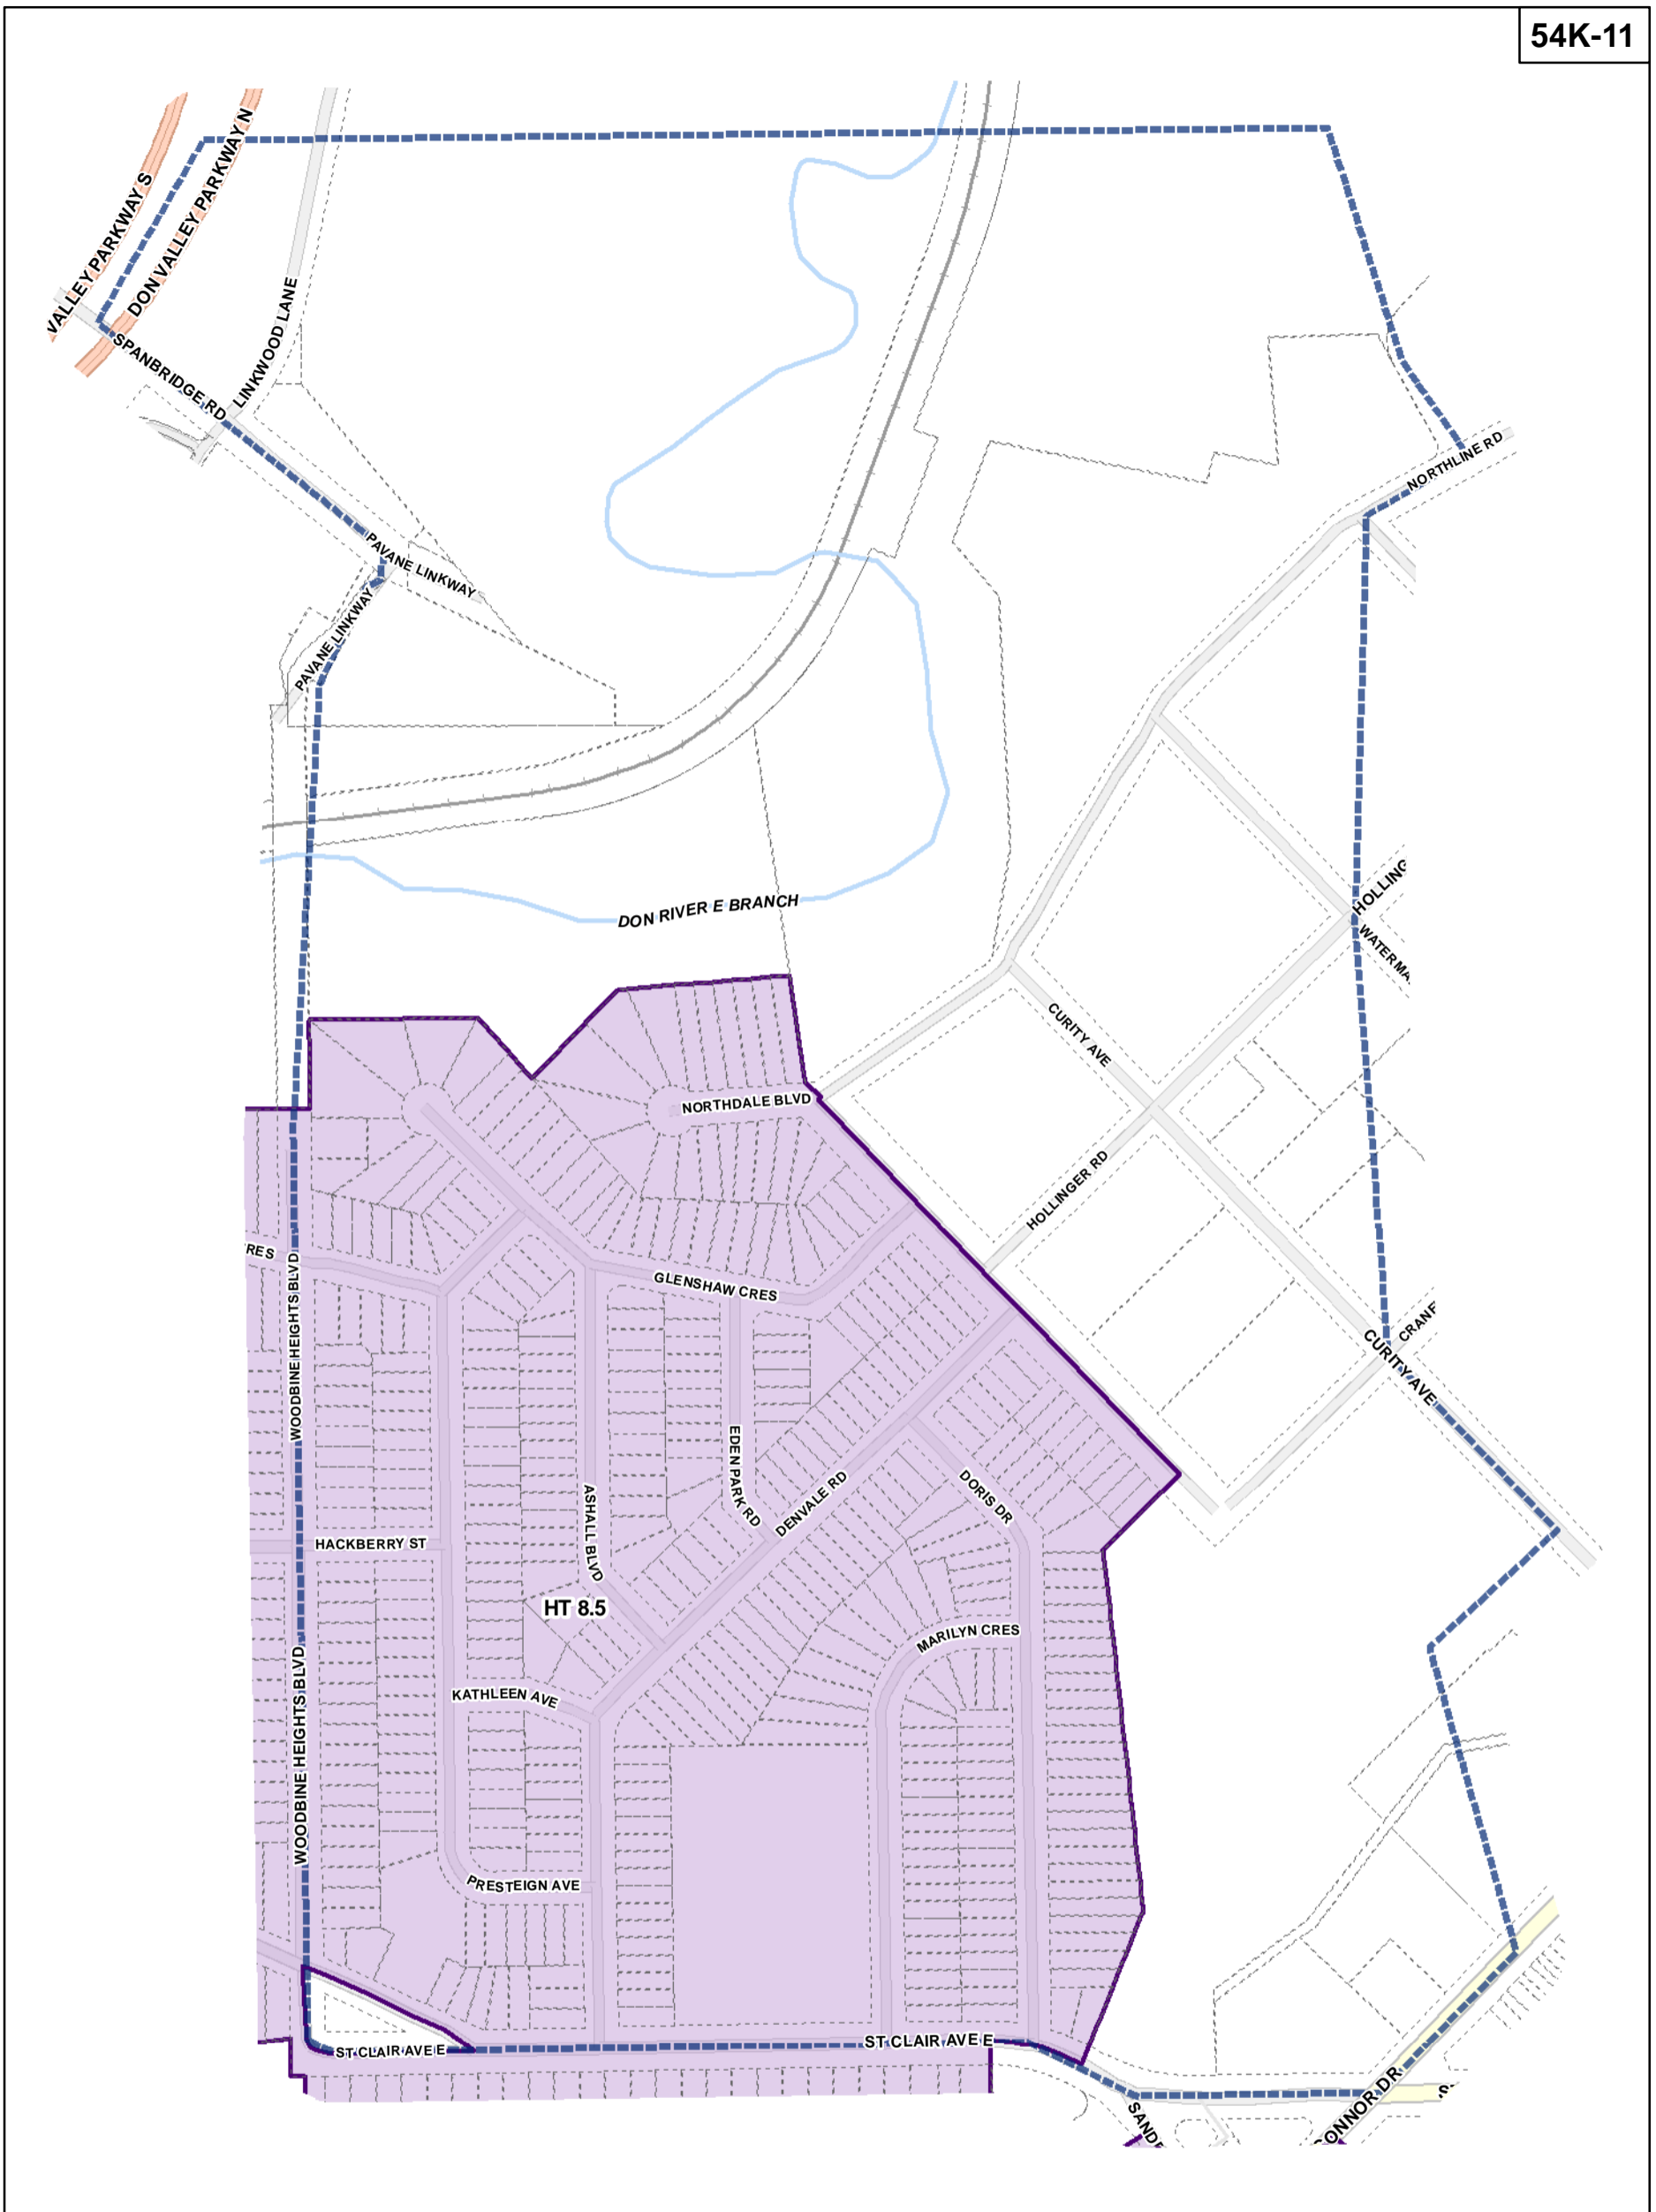 54K-11
VALLEY PARKWAY S
DON VALLEY PARKWAY N
LINKWOOD LANE
SPANBRIDGE RD
NORTHLINE RD
PAVANE LINKWAY
PAVANE LINKWAY
HOLLING
DON RIVER E BRANCH
WATERMA
CURITY AVE
NORTHDALE BLVD
HOLLINGER RD
RES
GLENSHAW CRES
WOODBINE HEIGHTS BLVD
CRANF
CURITY AVE
EDEN PARK RD
DENVALE RD
DORIS DR
ASHALL BLVD
HACKBERRY ST
HT 8.5
MARILYN CRES
KATHLEEN AVE
WOODBINE HEIGHTS BLVD
PRESTEIGN AVE
ST CLAIR AVE E
ST CLAIR AVE E
CONNOR DR
SANDE